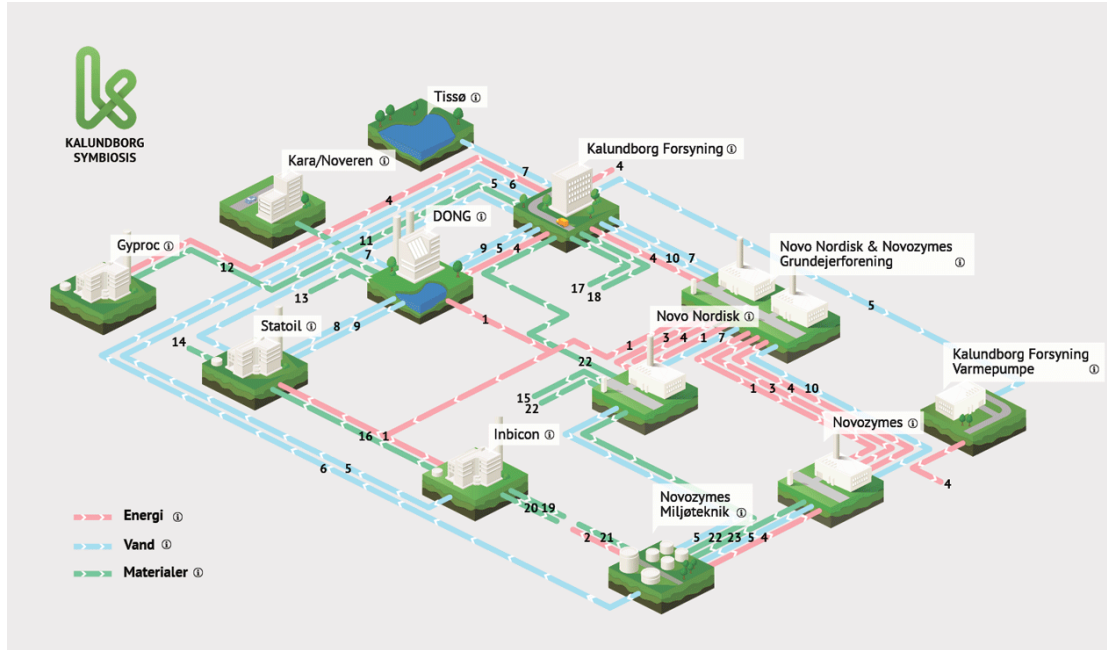 KALUNDBORG
SYMBIOSIS
Tissø
Kara/Noveren
Kalundborg Forsyning
4
7
5 6
4
DONG
11
7
9 5 4
Gyproc
12
13
Novo Nordisk & Novozymes
Grundejerforening
4 10 7
17
18
5
Statoil
8 9
1
Novo Nordisk
14
1 3 4 1 7
22
Kalundborg Forsyning
Varmepumpe
1 3 4 10
15
22
16 1
Inbicon
Novozymes
6 5
4
20 19
Novozymes
Miljøteknik
2 21
5 22 23 5 4
Energi
Vand
Materialer